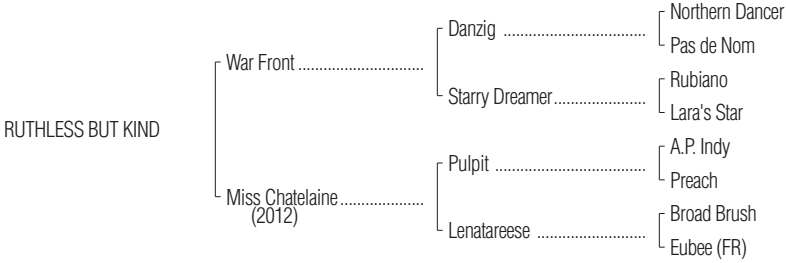 Northern Dancer
Danzig ..................................
Pas de Nom
War Front ..............................
Rubiano
Starry Dreamer......................
Lara's Star
RUTHLESS BUT KIND
A.P. Indy
Pulpit ....................................
Preach
Miss Chatelaine ....................
(2012)
Broad Brush
Lenatareese ..........................
Eubee (FR)